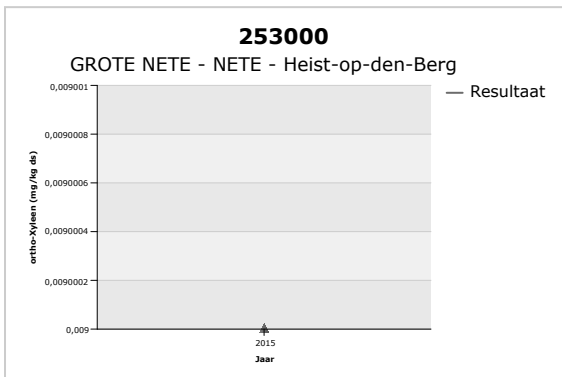 253000
GROTE NETE - NETE - Heist-op-den-Berg
Resultaat
ortho-Xyleen (mg/kg ds)
0,009001
0,0090008
0,0090006
0,0090004
0,0090002
0,009
2015
Jaar